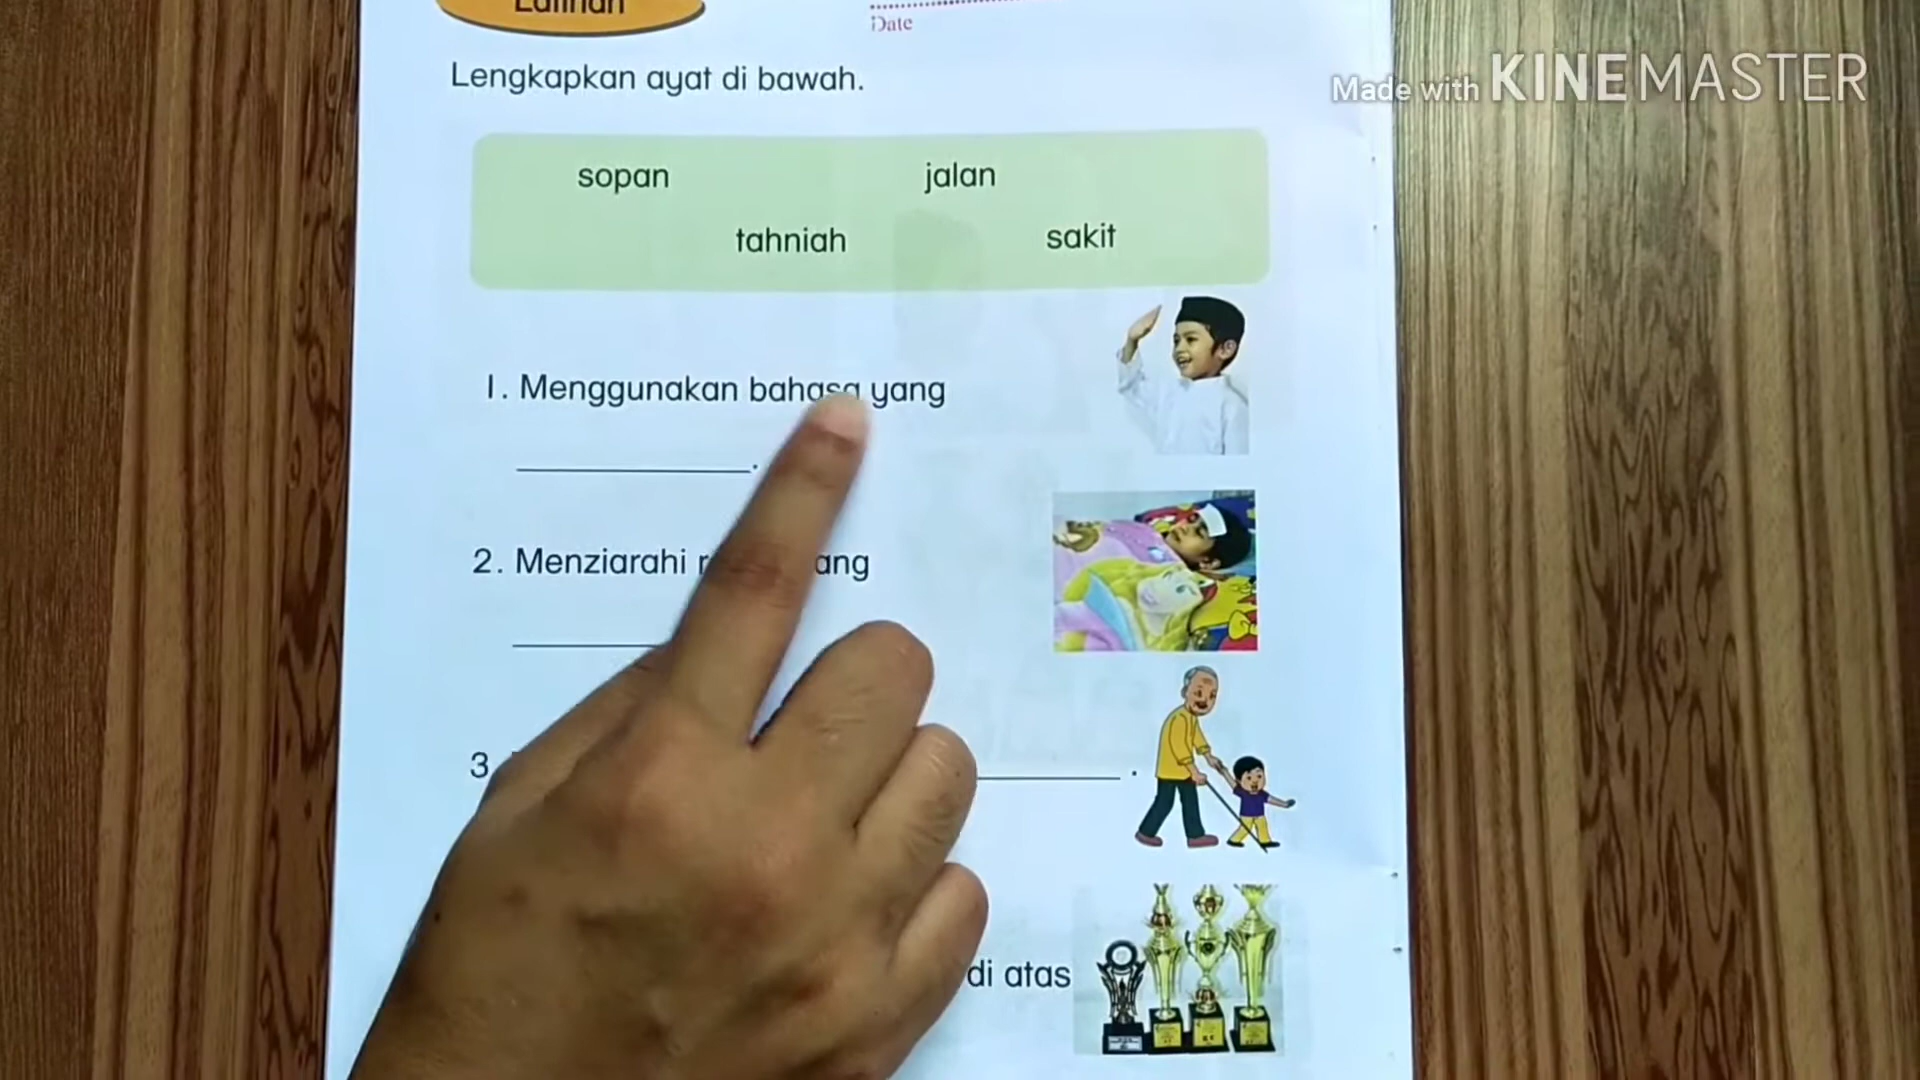 Latihan
Date
Made with KINEMASTER
Lengkapkan ayat di bawah.
sopan jalan
tahniah sakit
1. Menggunakan bahasa yang
.
2. Menziarahi ang
3
.
di atas